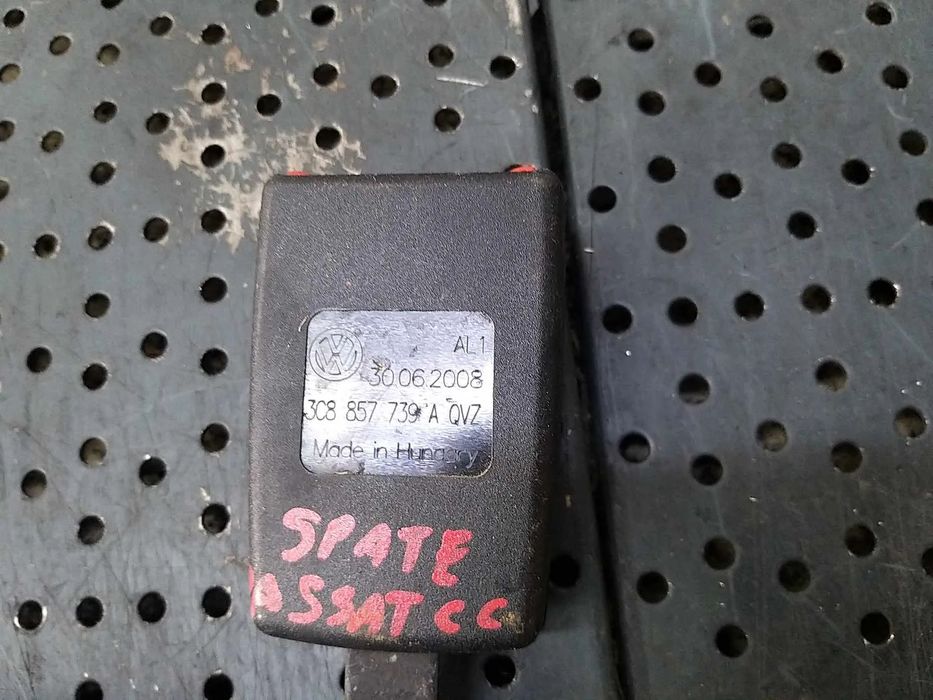 AL1
30.06.2008
3C8 857 739 A QVZ
Made in Hungary
SPATE
PASSAT CC